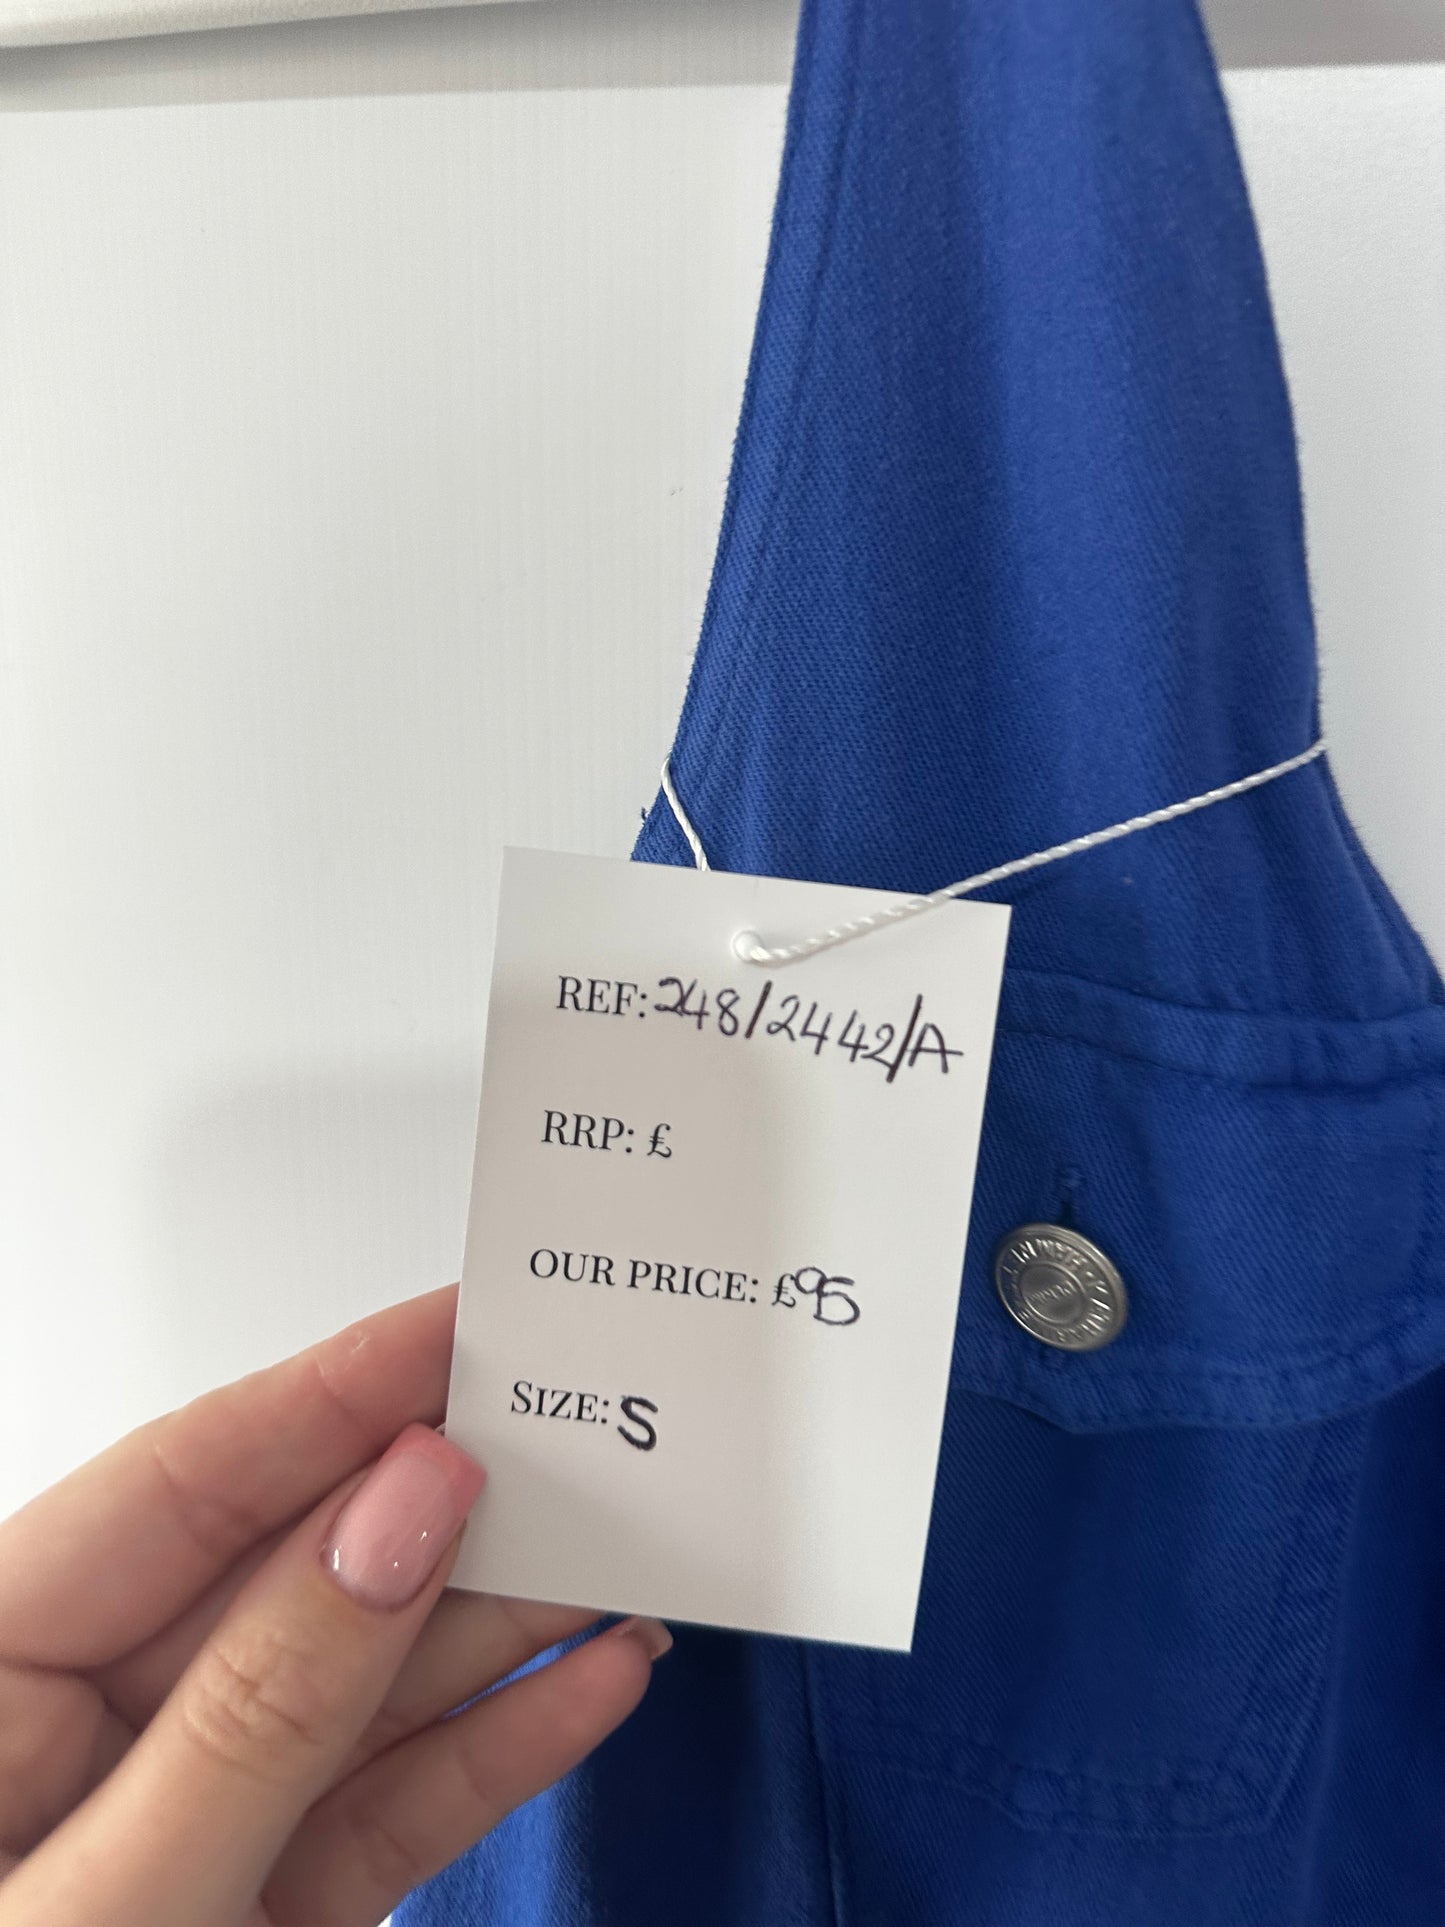 REF: 248/2442/A
RRP: £
OUR PRICE: £95
SIZE: S